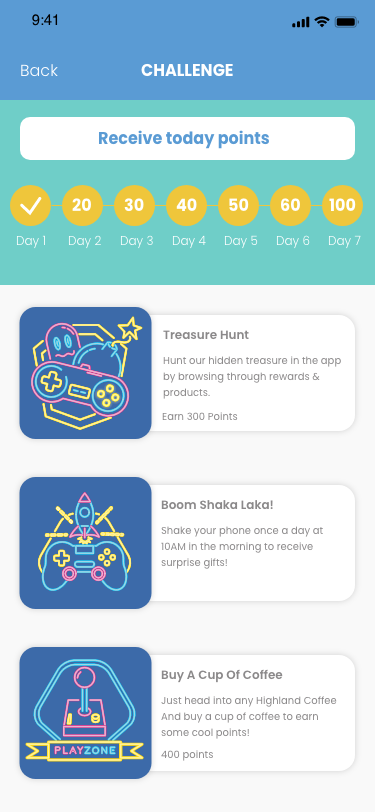 9:41
Back CHALLENGE
Receive today points
20 30 40 50 60 100
Day 1 Day 2 Day 3 Day 4 Day 5 Day 6 Day 7
Treasure Hunt
Hunt our hidden treasure in the app
by browsing through rewards &
products.
Earn 300 Points
Boom Shaka Laka!
Shake your phone once a day at
10AM in the morning to receive
surprise gifts!
Buy A Cup Of Coffee
Just head into any Highland Coffee
And buy a cup of coffee to earn
some cool points!
400 points
PLAYZONE